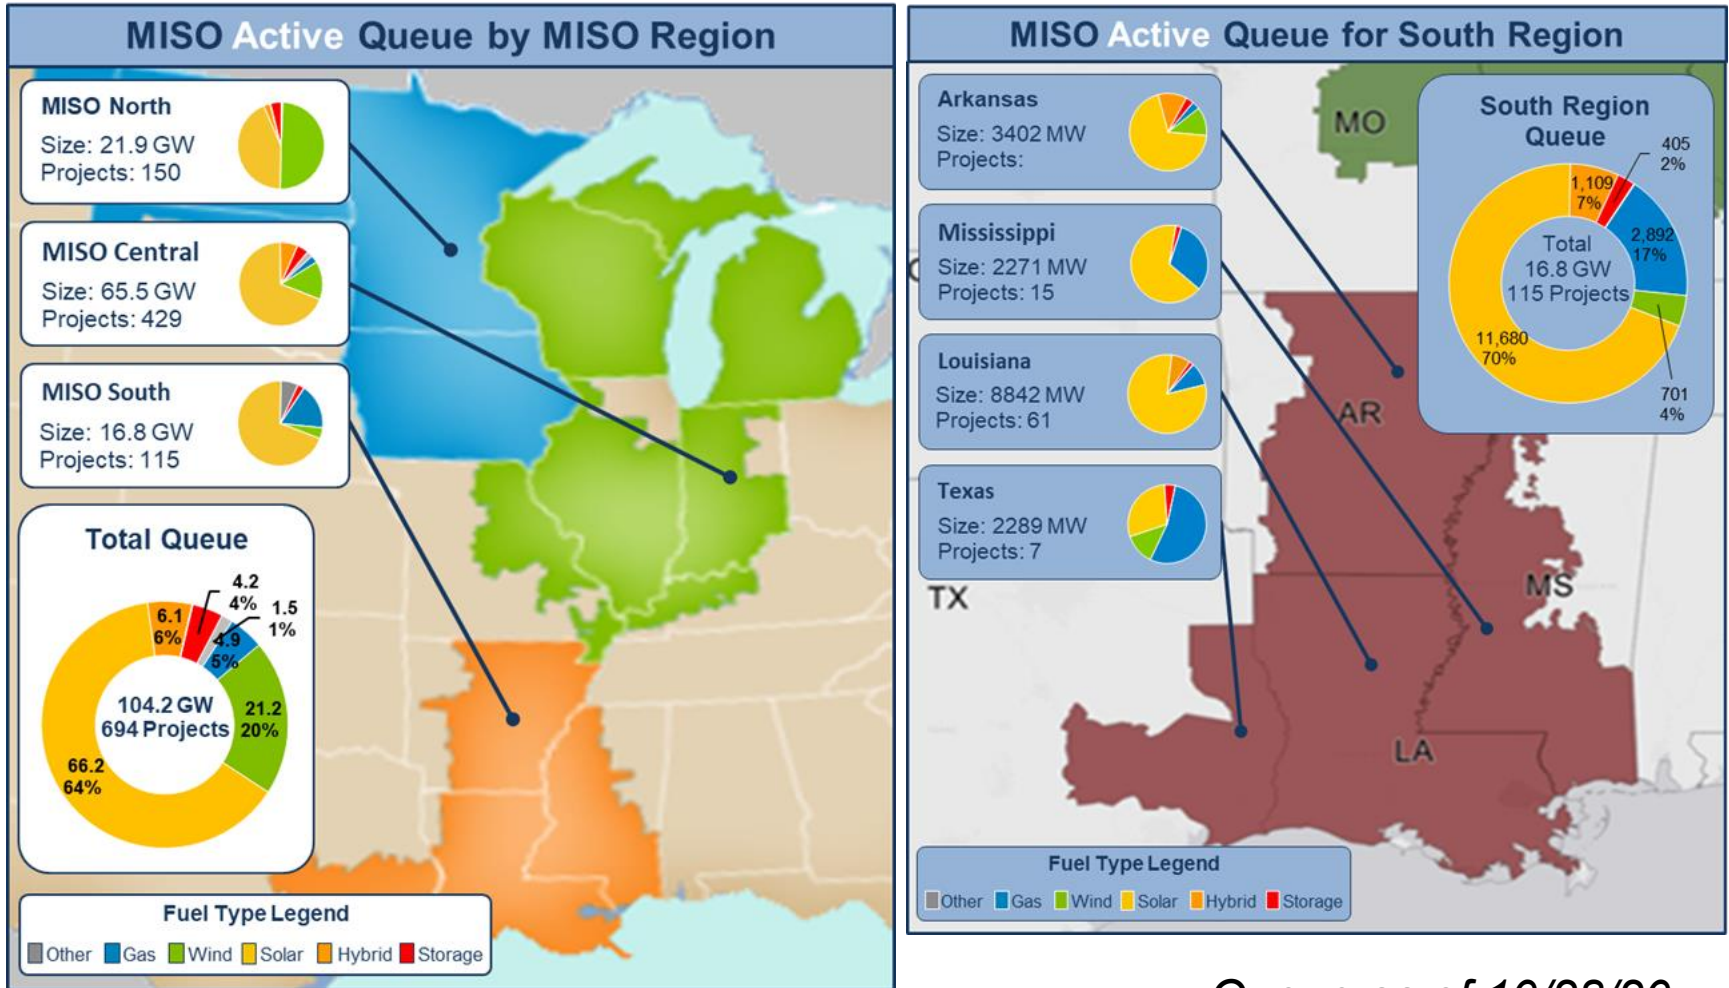 MISO Active Queue by MISO Region
MISO North
Size: 21.9 GW
Projects: 150
MISO Central
Size: 65.5 GW
Projects: 429
MISO South
Size: 16.8 GW
Projects: 115
Total Queue
4.2
4%
1.5
1%
6.1
6%
4.9
5%
104.2 GW
694 Projects
21.2
20%
66.2
64%
Fuel Type Legend
Other Gas Wind Solar Hybrid Storage
MISO Active Queue for South Region
Arkansas
Size: 3402 MW
Projects:
Mississippi
Size: 2271 MW
Projects: 15
Louisiana
Size: 8842 MW
Projects: 61
Texas
Size: 2289 MW
Projects: 7
South Region
Queue
405
2%
1,109
7%
2,892
17%
Total
16.8 GW
115 Projects
11,680
70%
701
4%
MO
AR
MS
TX
LA
Fuel Type Legend
Other Gas Wind Solar Hybrid Storage